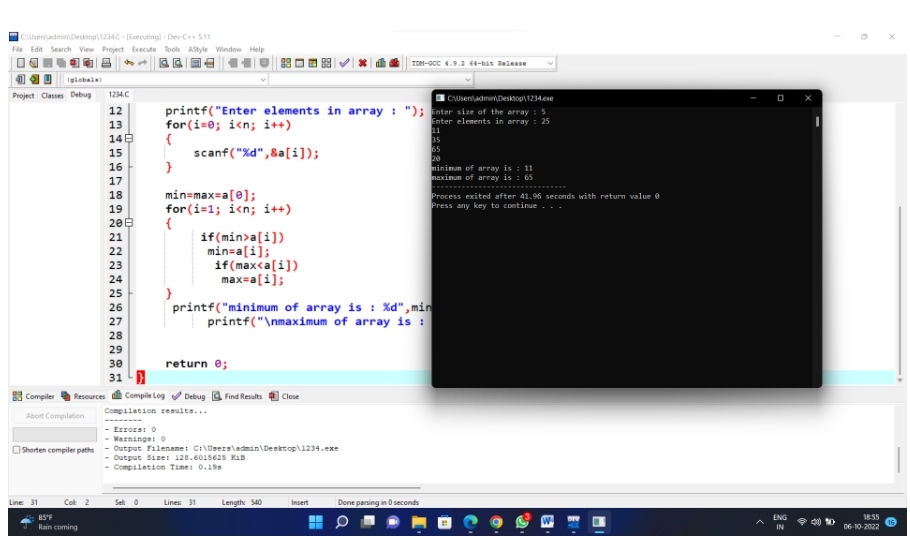 C:\Users\admin\Desktop\1234.C - [Executing] - Dev-C++ 5.11
File Edit Search View Project Execute Tools AStyle Window Help
TDM-GCC 4.9.2 64-bit Release
(globals)
Project Classes Debug
1234.C
12 printf("Enter elements in array : ");
13 for(i=0; i<n; i++)
14 {
15 scanf("%d",&a[i]);
16 }
17
18 min=max=a[0];
19 for(i=1; i<n; i++)
20 {
21 if(min>a[i])
22 min=a[i];
23 if(max<a[i])
24 max=a[i];
25 }
26 printf("minimum of array is : %d",min
27 printf("\nmaximum of array is :
28
29
30 return 0;
31 }
C:\Users\admin\Desktop\1234.exe
Enter size of the array : 5
Enter elements in array : 25
11
35
65
20
minimum of array is : 11
maximum of array is : 65
--------------------------------
Process exited after 41.96 seconds with return value 0
Press any key to continue . . .
Compiler Resources Compile Log Debug Find Results Close
Abort Compilation
Shorten compiler paths
Compilation results...
--------
- Errors: 0
- Warnings: 0
- Output Filename: C:\Users\admin\Desktop\1234.exe
- Output Size: 128.6015625 KiB
- Compilation Time: 0.19s
Line: 31 Col: 2 Sel: 0 Lines: 31 Length: 540 Insert Done parsing in 0 seconds
85°F
Rain coming
ENG
IN
18:55
06-10-2022